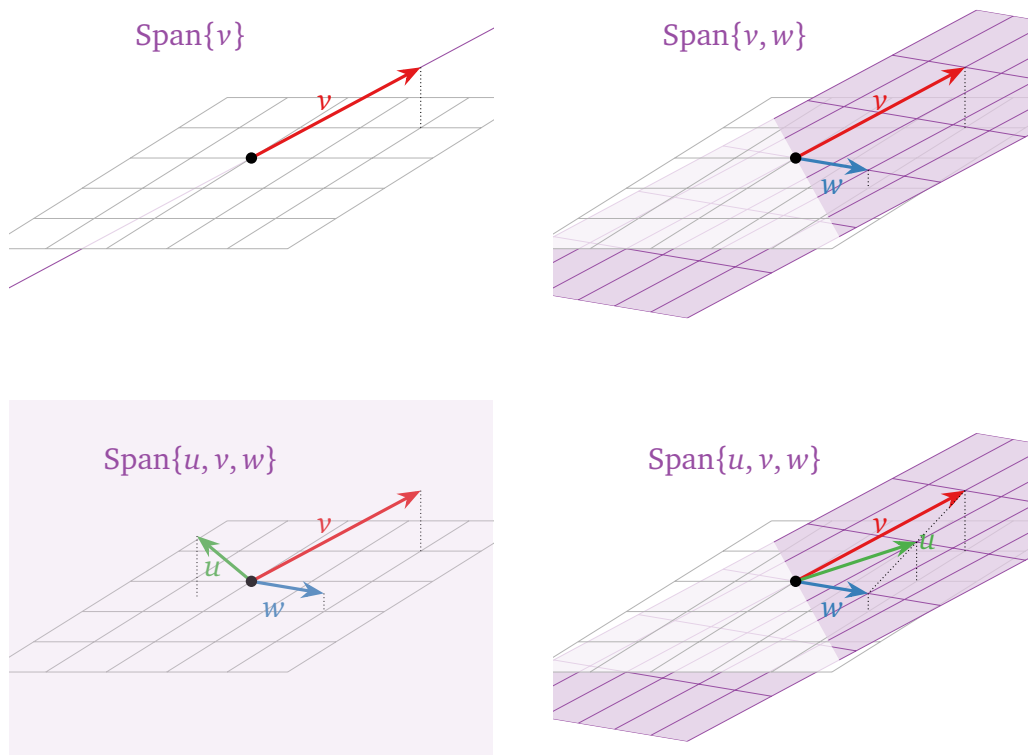 Span{v}
v
Span{v, w}
v
w
Span{u, v, w}
v
u
w
Span{u, v, w}
v
u
w